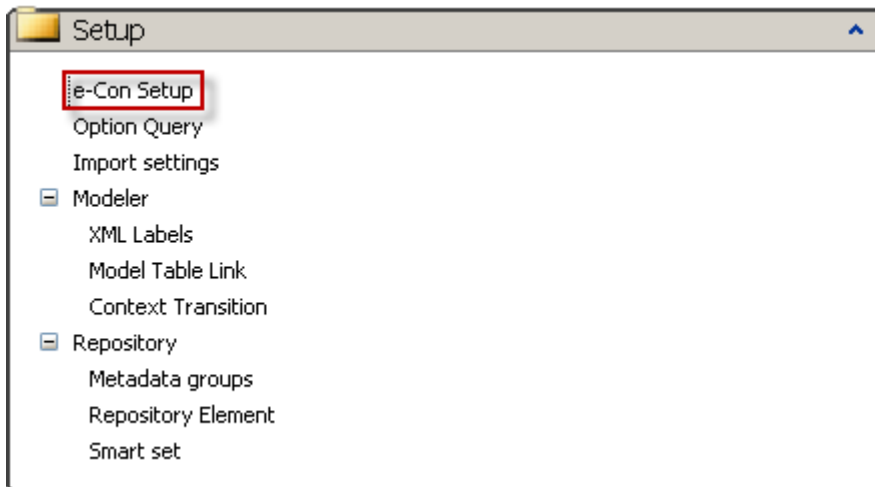 Setup
e-Con Setup
Option Query
Import settings
Modeler
XML Labels
Model Table Link
Context Transition
Repository
Metadata groups
Repository Element
Smart set